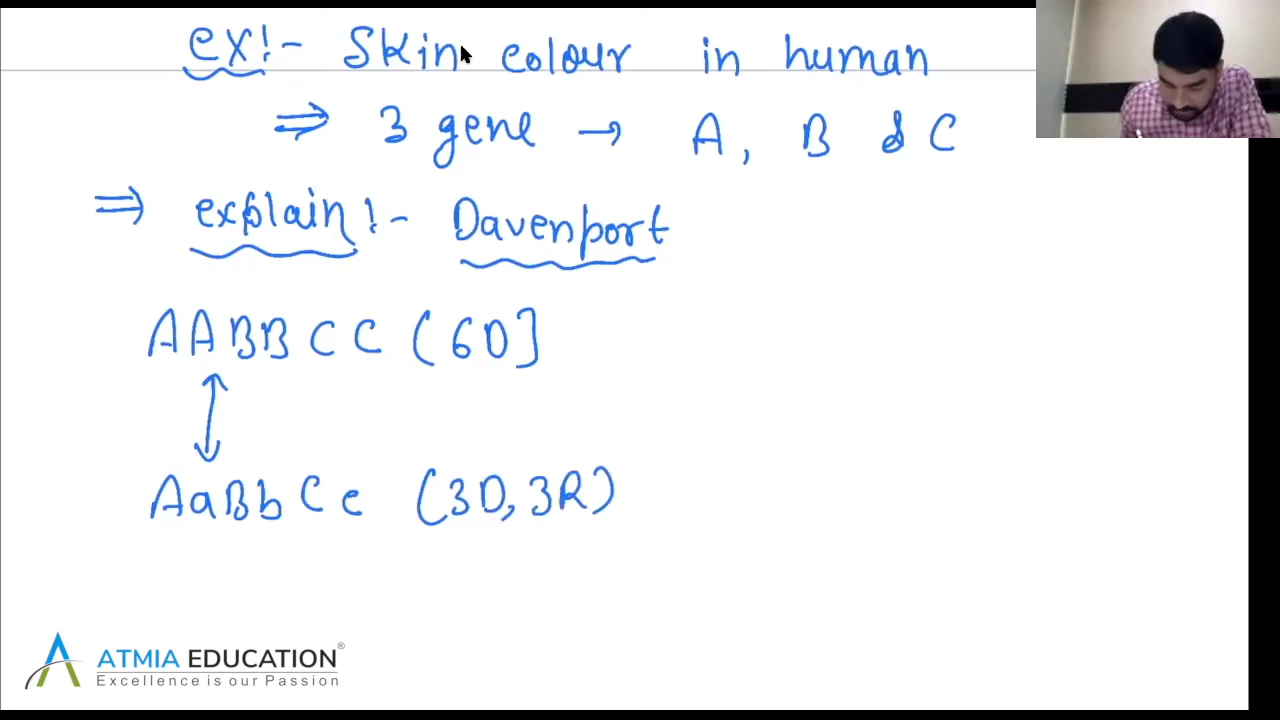 ex!- Skin colour in human
⇒ 3 gene → A, B & C
⇒ explain!- Davenport
AABBCC (6D]
AaBbCc (3D, 3R)
ATMIA EDUCATION®
Excellence is our Passion